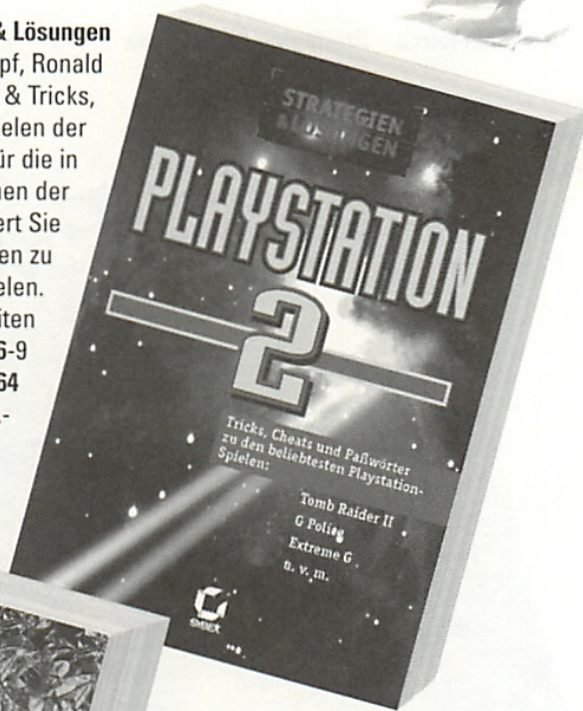 & Lösungen
pf, Ronald
& Tricks,
elen der
ür die in
nen der
ert Sie
en zu
elen.
iten
6-9
64
,-
STRATEGIEN
& LÖSUNGEN
PLAYSTATION
2
Tricks, Cheats und Paßwörter
zu den beliebtesten Playstation-
Spielen:
Tomb Raider II
G Police
Extreme G
u. v. m.
SYBEX